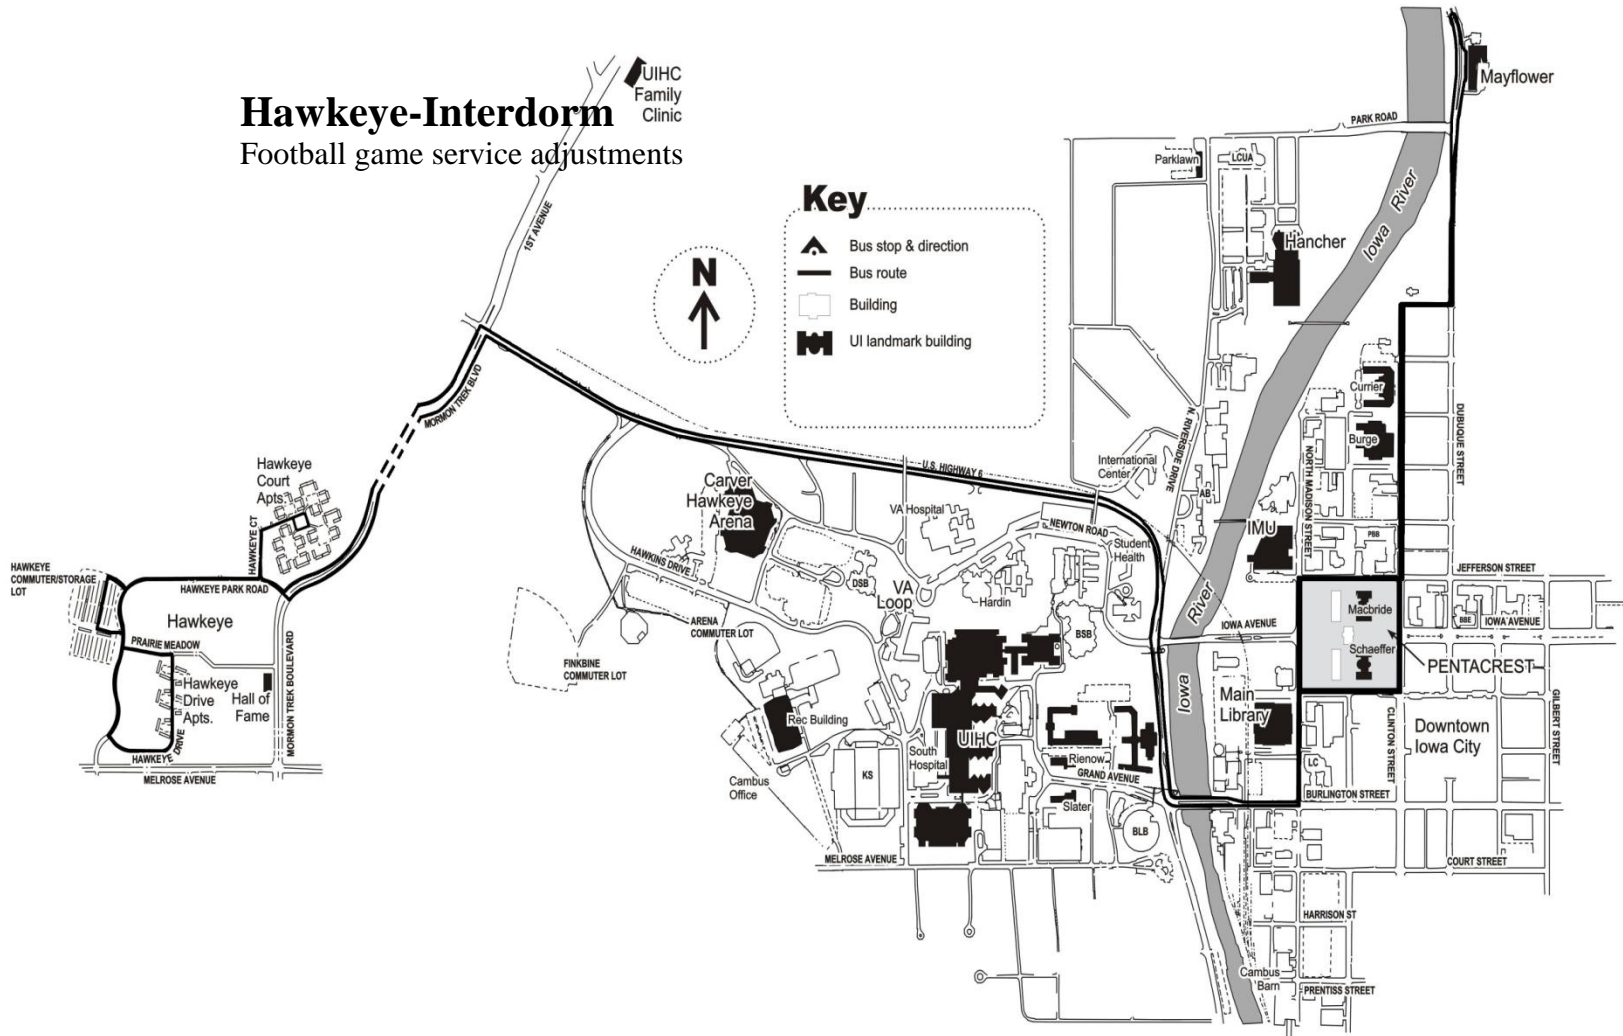 Hawkeye-Interdorm
Football game service adjustments
UIHC
Family
Clinic
1ST AVENUE
N
Key
Bus stop & direction
Bus route
Building
UI landmark building
Mayflower
PARK ROAD
Iowa
River
Parklawn
LCUA
Hancher
N. RIVERSIDE DRIVE
International
Center
AB
Currier
Burge
NORTH MADISON STREET
DUBUQUE STREET
IMU
PBB
JEFFERSON STREET
MORMON TREK BLVD
Hawkeye
Court
Apts.
HAWKEYE CT
HAWKEYE
COMMUTER/STORAGE
LOT
HAWKEYE PARK ROAD
Hawkeye
PRAIRIE MEADOW
Hawkeye
Drive
Apts.
Hall of
Fame
HAWKEYE
DRIVE
MORMON TREK BOULEVARD
MELROSE AVENUE
U.S. HIGHWAY 6
Carver
Hawkeye
Arena
VA Hospital
NEWTON ROAD
Student
Health
HAWKINS DRIVE
DSB
VA
Loop
Hardin
BSB
ARENA
COMMUTER LOT
FINKBINE
COMMUTER LOT
Rec Building
Cambus
Office
KS
South
Hospital
UIHC
Rienow
GRAND AVENUE
Slater
BLB
MELROSE AVENUE
River
Iowa
IOWA AVENUE
Main
Library
Macbride
Schaeffer
PENTACREST
BBE
IOWA AVENUE
CLINTON STREET
Downtown
Iowa City
GILBERT STREET
LC
BURLINGTON STREET
COURT STREET
HARRISON ST
Cambus
Barn
PRENTISS STREET